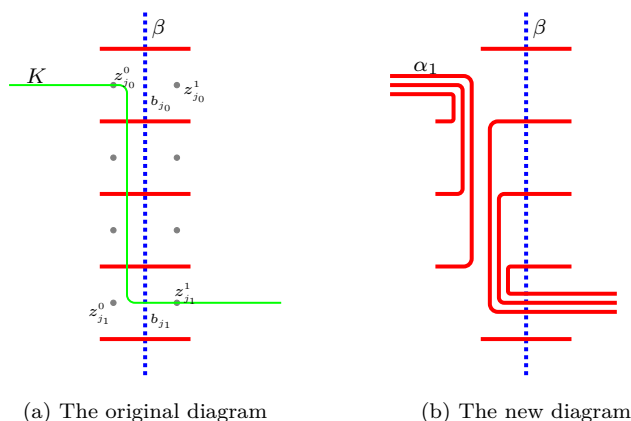 β
K
z_{j_0}^0
z_{j_0}^1
b_{j_0}
z_{j_1}^1
z_{j_1}^0
b_{j_1}
(a) The original diagram
β
α_1
(b) The new diagram